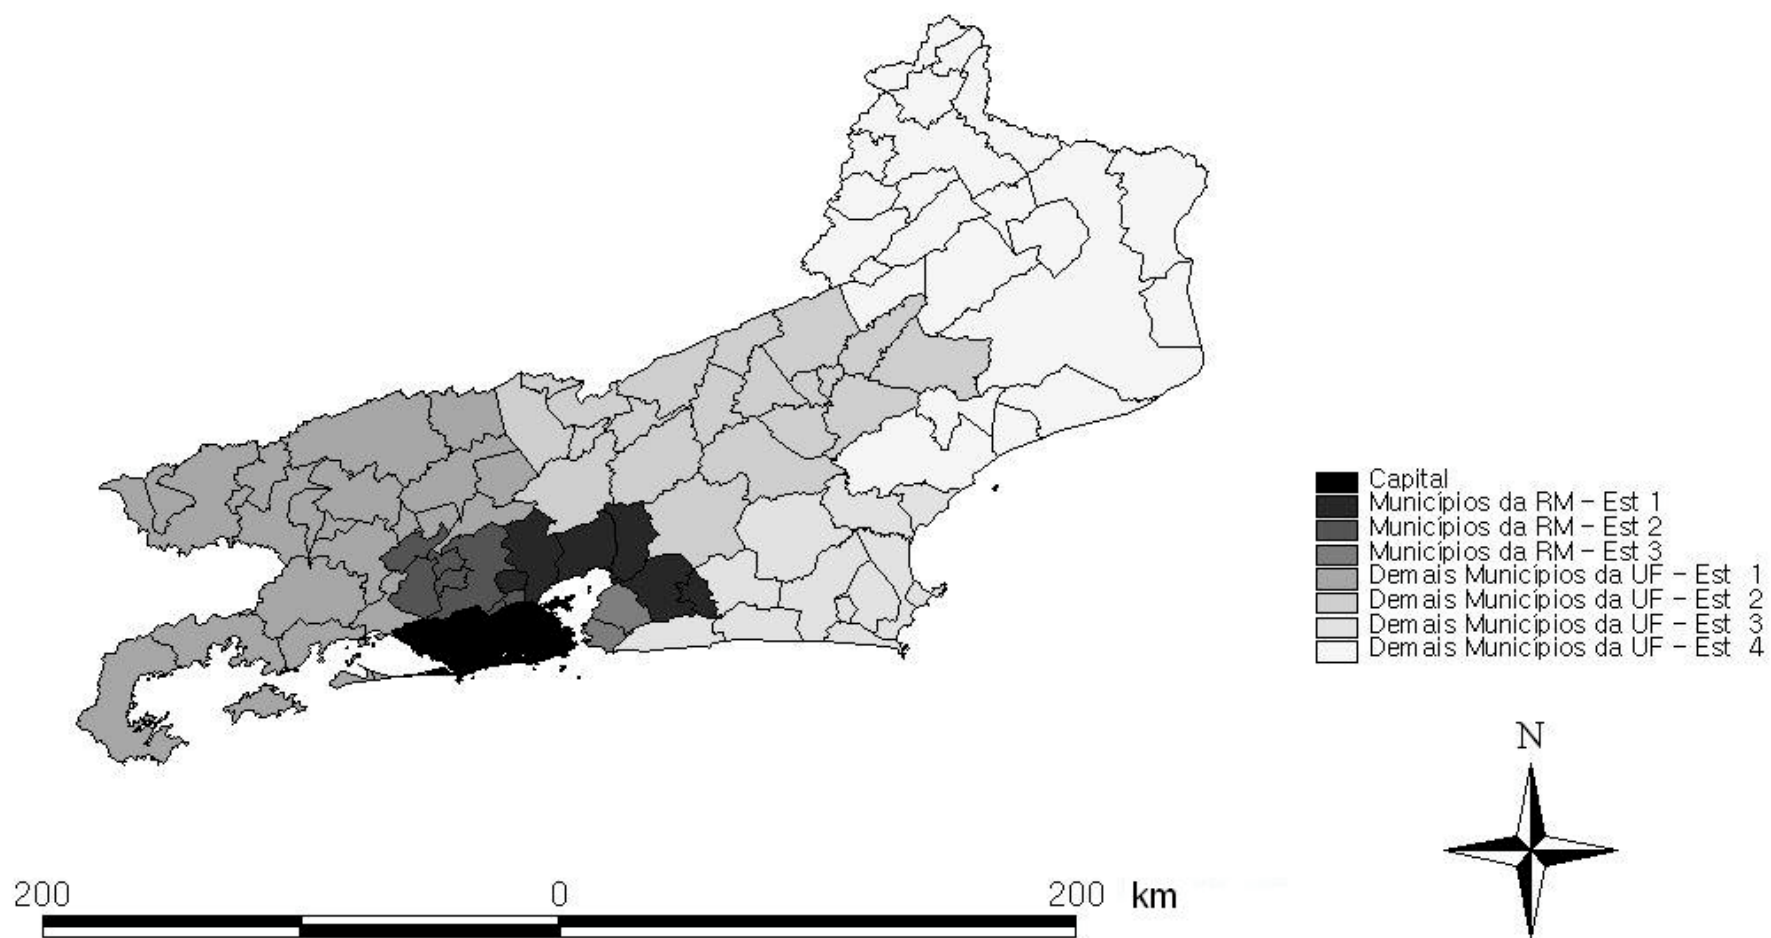 Capital
Municípios da RM – Est 1
Municípios da RM – Est 2
Municípios da RM – Est 3
Demais Municípios da UF – Est 1
Demais Municípios da UF – Est 2
Demais Municípios da UF – Est 3
Demais Municípios da UF – Est 4
N
200 0 200 km